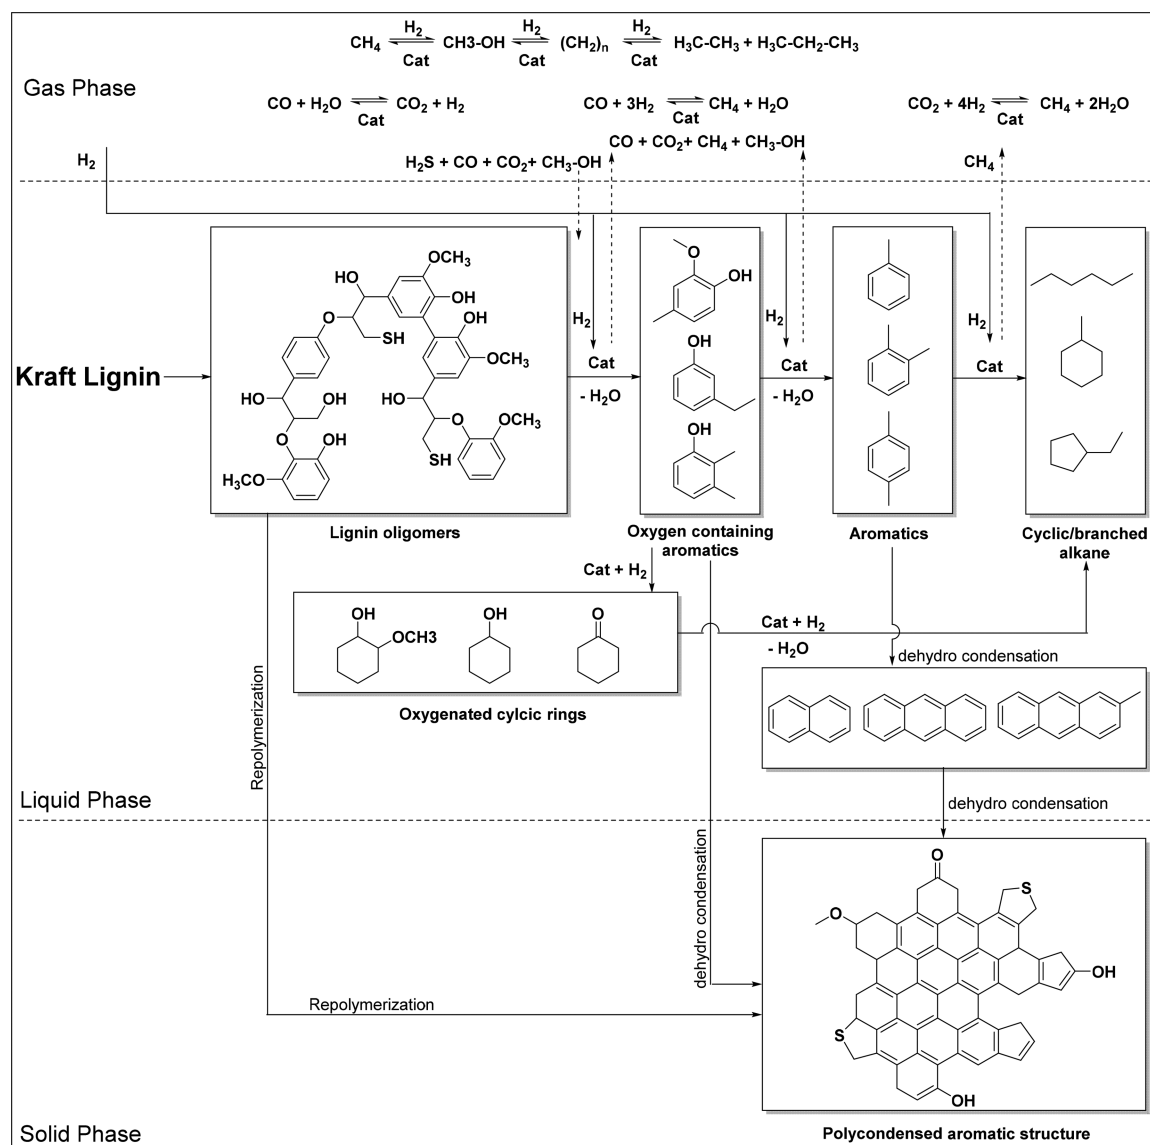 CH4 ⇌ CH3-OH ⇌ (CH2)n ⇌ H3C-CH3 + H3C-CH2-CH3
H2 H2 H2
Cat Cat Cat
Gas Phase
CO + H2O ⇌ CO2 + H2
Cat
CO + 3H2 ⇌ CH4 + H2O
Cat
CO2 + 4H2 ⇌ CH4 + 2H2O
Cat
H2
H2S + CO + CO2+ CH3-OH
CO + CO2+ CH4 + CH3-OH
CH4
Kraft Lignin
OCH3
HO
OH
O
SH
OH
OCH3
HO
OH
O
OH
H3CO
HO
O
OCH3
SH
Lignin oligomers
H2
Cat
- H2O
O
OH
OH
OH
Oxygen containing
aromatics
H2
Cat
- H2O
Aromatics
H2
Cat
Cyclic/branched
alkane
Cat + H2
OH
OCH3
OH
O
Oxygenated cylcic rings
Cat + H2
- H2O
dehydro condensation
Repolymerization
Liquid Phase
dehydro condensation
dehydro condensation
Repolymerization
O
S
O
OH
S
OH
Polycondensed aromatic structure
Solid Phase